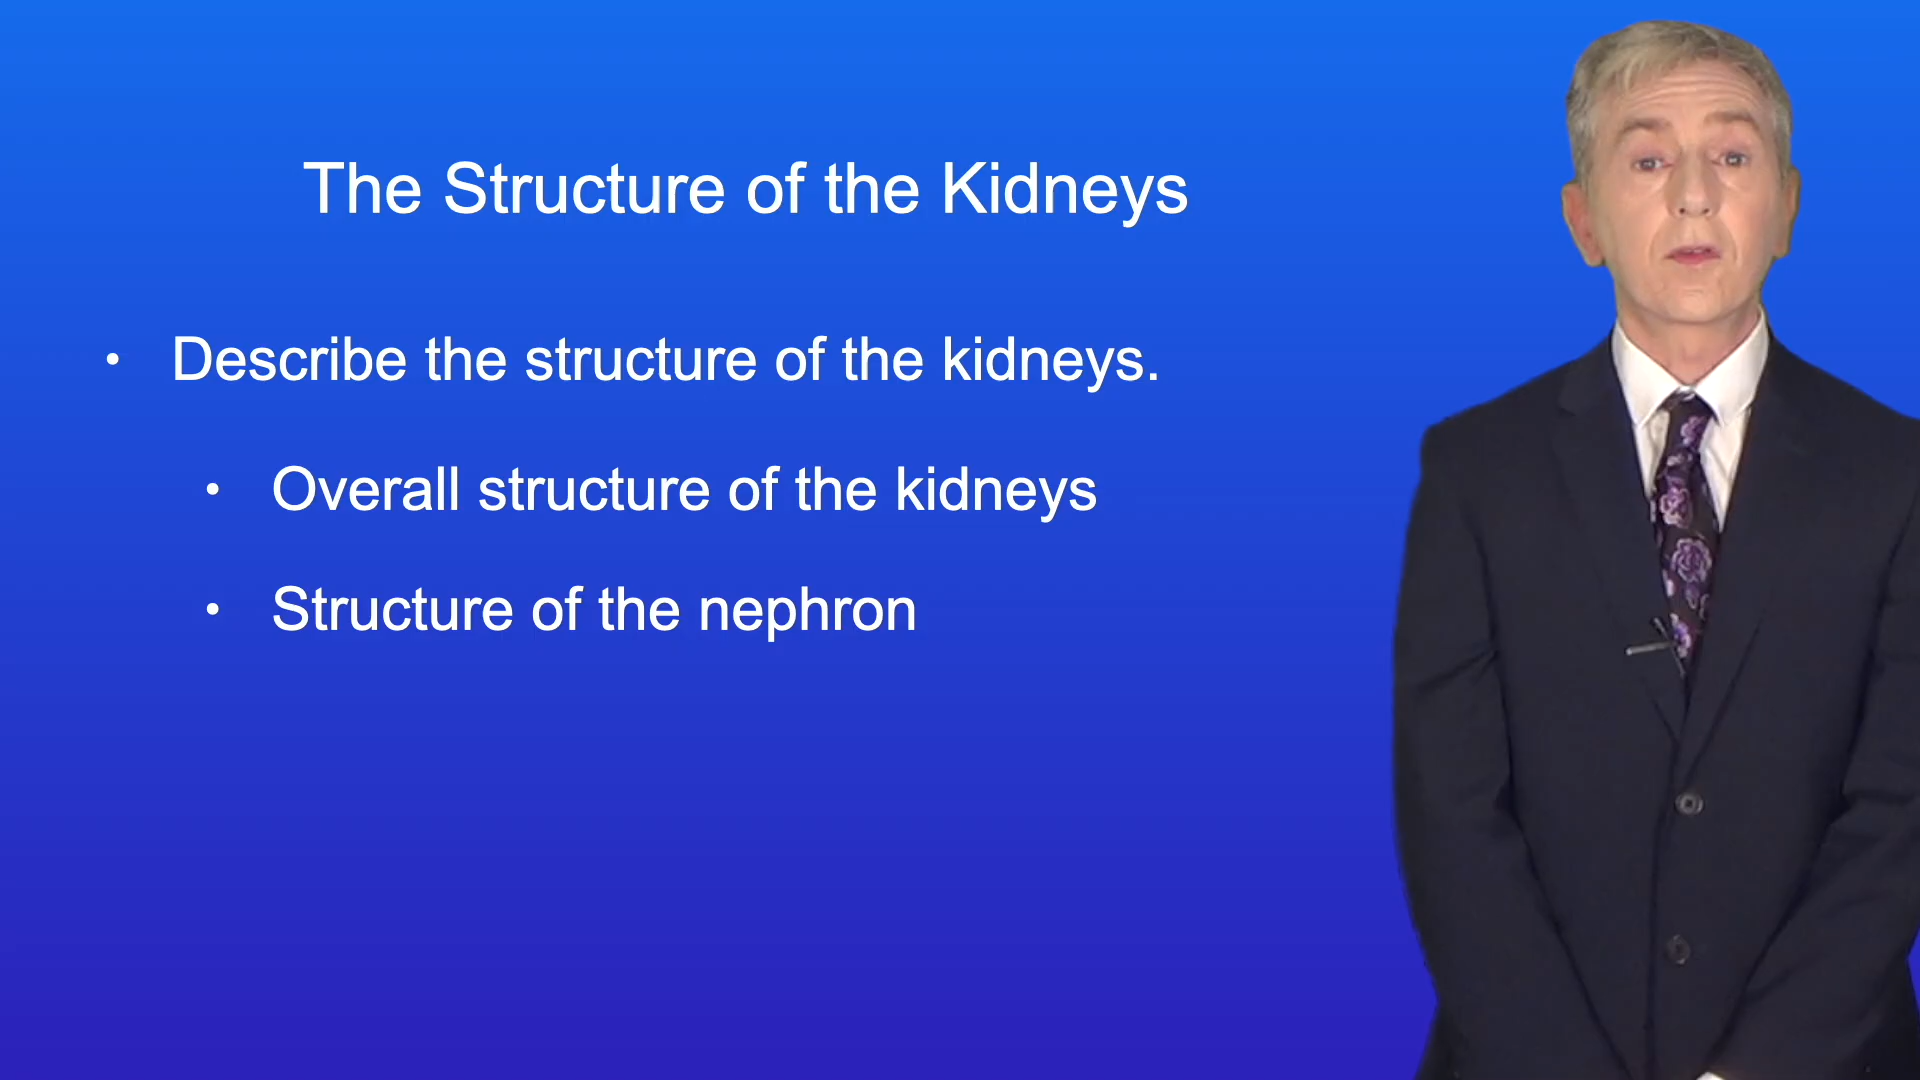 The Structure of the Kidneys
• Describe the structure of the kidneys.
• Overall structure of the kidneys
• Structure of the nephron